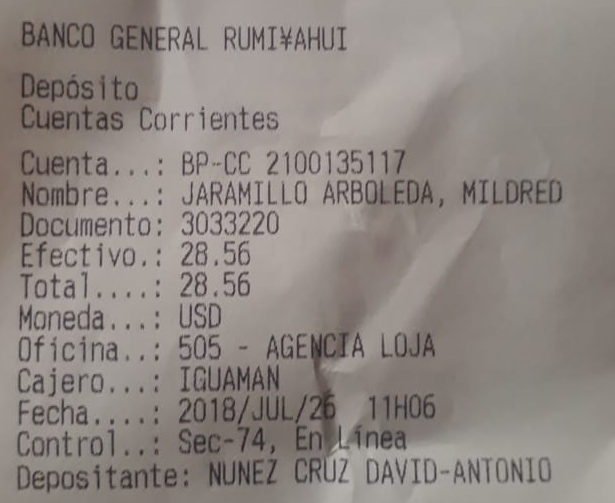 BANCO GENERAL RUMI¥AHUI
Depósito
Cuentas Corrientes
Cuenta...: BP-CC 2100135117
Nombre...: JARAMILLO ARBOLEDA, MILDRED
Documento: 3033220
Efectivo.: 28.56
Total....: 28.56
Moneda...: USD
Oficina..: 505 - AGENCIA LOJA
Cajero...: IGUAMAN
Fecha....: 2018/JUL/26  11H06
Control..: Sec-74, En Línea
Depositante: NUNEZ CRUZ DAVID-ANTONIO